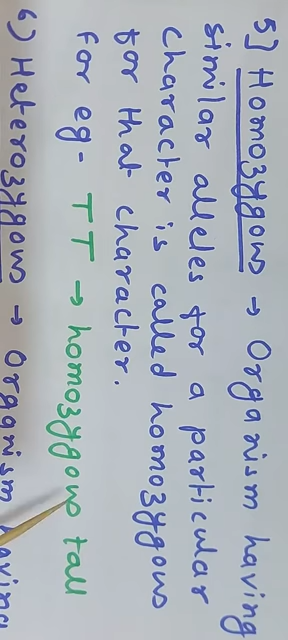 5] Homozygous → Organism having
similar alleles for a particular
character is called homozygous
for that character.
For eg- TT → homozygous tall
6) Heterozygous → Organism having